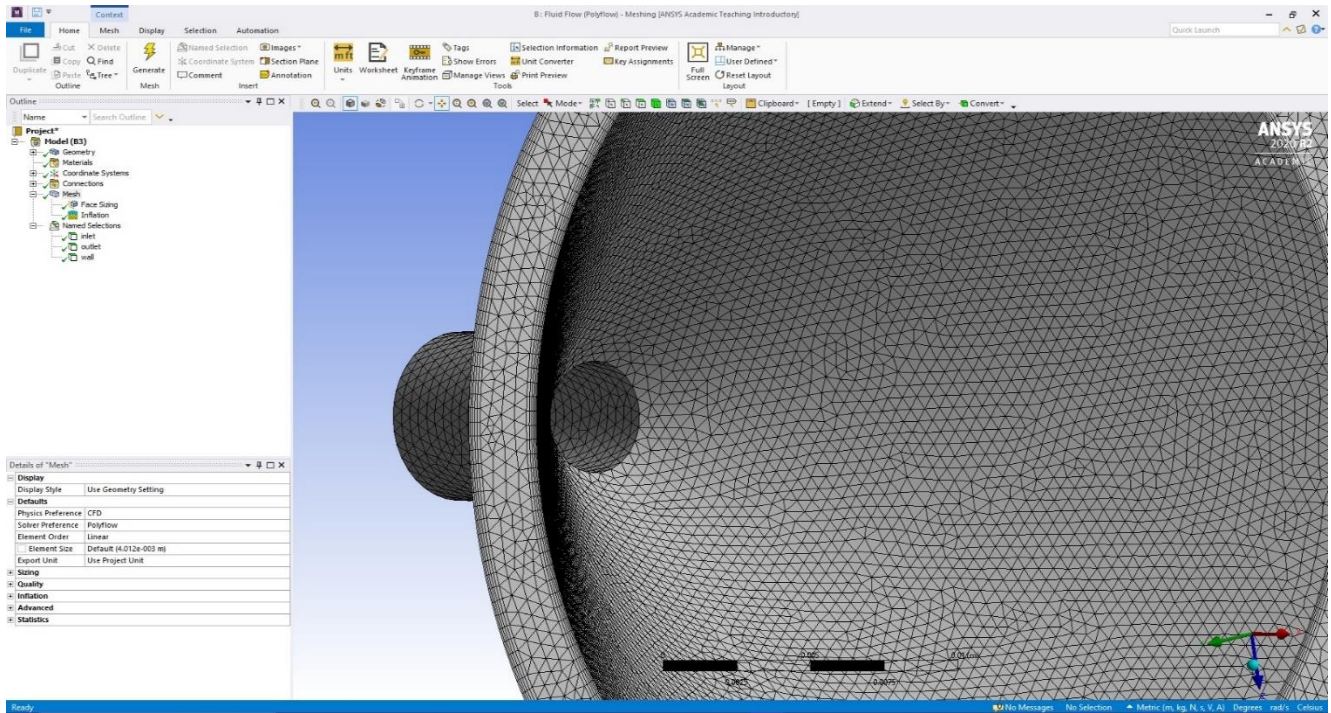 B : Fluid Flow (Polyflow) - Meshing [ANSYS Academic Teaching Introductory]
Context
File Home Mesh Display Selection Automation
Quick Launch
Duplicate
Cut
Copy
Paste
Delete
Find
Tree
Outline
Generate
Mesh
Named Selection
Coordinate System
Comment
Images
Section Plane
Annotation
Insert
Units
Worksheet
Keyframe
Animation
Tags
Show Errors
Manage Views
Selection Information
Unit Converter
Print Preview
Report Preview
Key Assignments
Tools
Full
Screen
Manage
User Defined
Reset Layout
Layout
Outline
Name Search Outline
Select Mode Clipboard [ Empty ] Extend Select By Convert
Project*
Model (B3)
Geometry
Materials
Coordinate Systems
Connections
Mesh
Face Sizing
Inflation
Named Selections
inlet
outlet
wall
ANSYS
2020 R2
ACADEMIC
Details of "Mesh"
Display
Display Style Use Geometry Setting
Defaults
Physics Preference CFD
Solver Preference Polyflow
Element Order Linear
Element Size Default (4.012e-003 m)
Export Unit Use Project Unit
Sizing
Quality
Inflation
Advanced
Statistics
0.005
0.0025 0.0075
Ready No Messages No Selection Metric (m, kg, N, s, V, A) Degrees rad/s Celsius